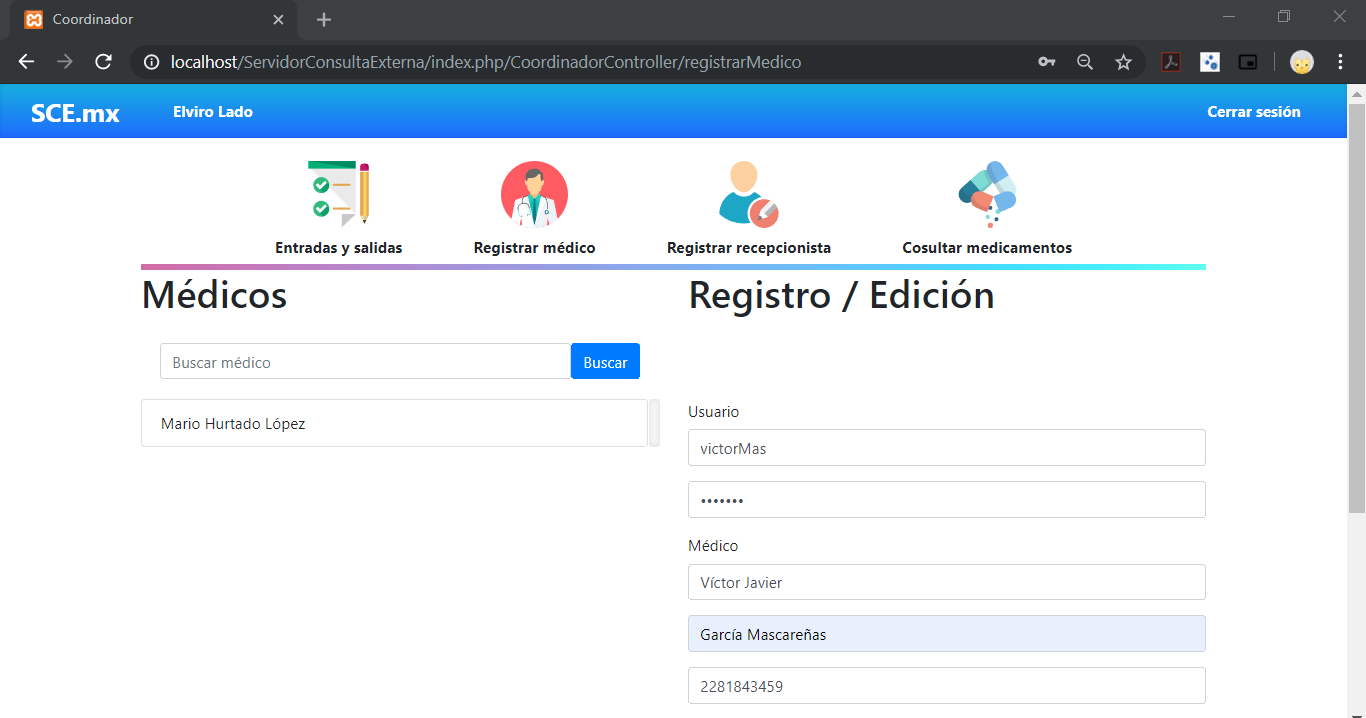 Coordinador
localhost/ServidorConsultaExterna/index.php/CoordinadorController/registrarMedico
SCE.mx Elviro Lado Cerrar sesión
Entradas y salidas Registrar médico Registrar recepcionista Cosultar medicamentos
Médicos
Buscar médico Buscar
Mario Hurtado López
Registro / Edición
Usuario
victorMas
•••••••
Médico
Víctor Javier
García Mascareñas
2281843459